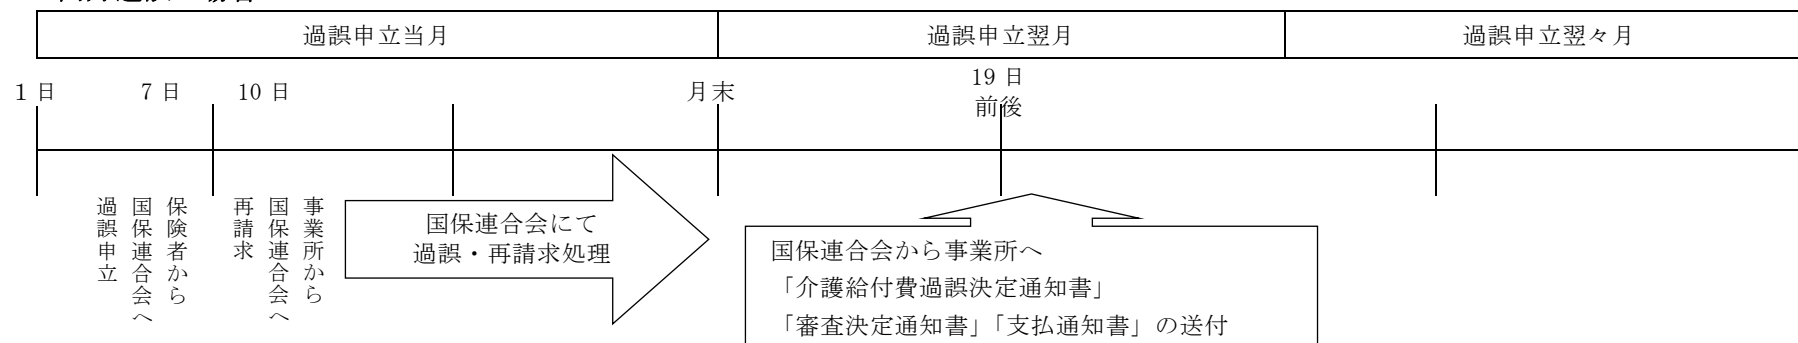 過誤申立当月
過誤申立翌月
過誤申立翌々月
1日
7日
10日
月末
19日
前後
保険者から
国保連合会へ
過誤申立
事業所から
国保連合会へ
再請求
国保連合会にて
過誤・再請求処理
国保連合会から事業所へ
「介護給付費過誤決定通知書」
「審査決定通知書」「支払通知書」の送付